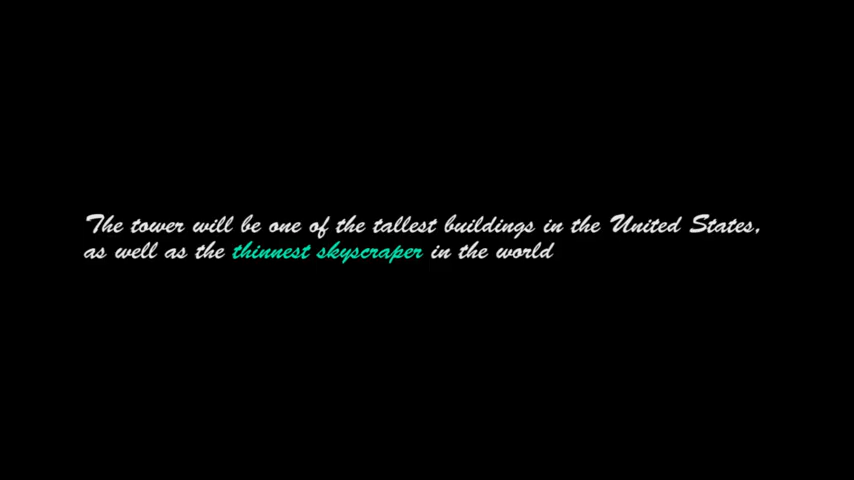 The tower will be one of the tallest buildings in the United States,
as well as the thinnest skyscraper in the world